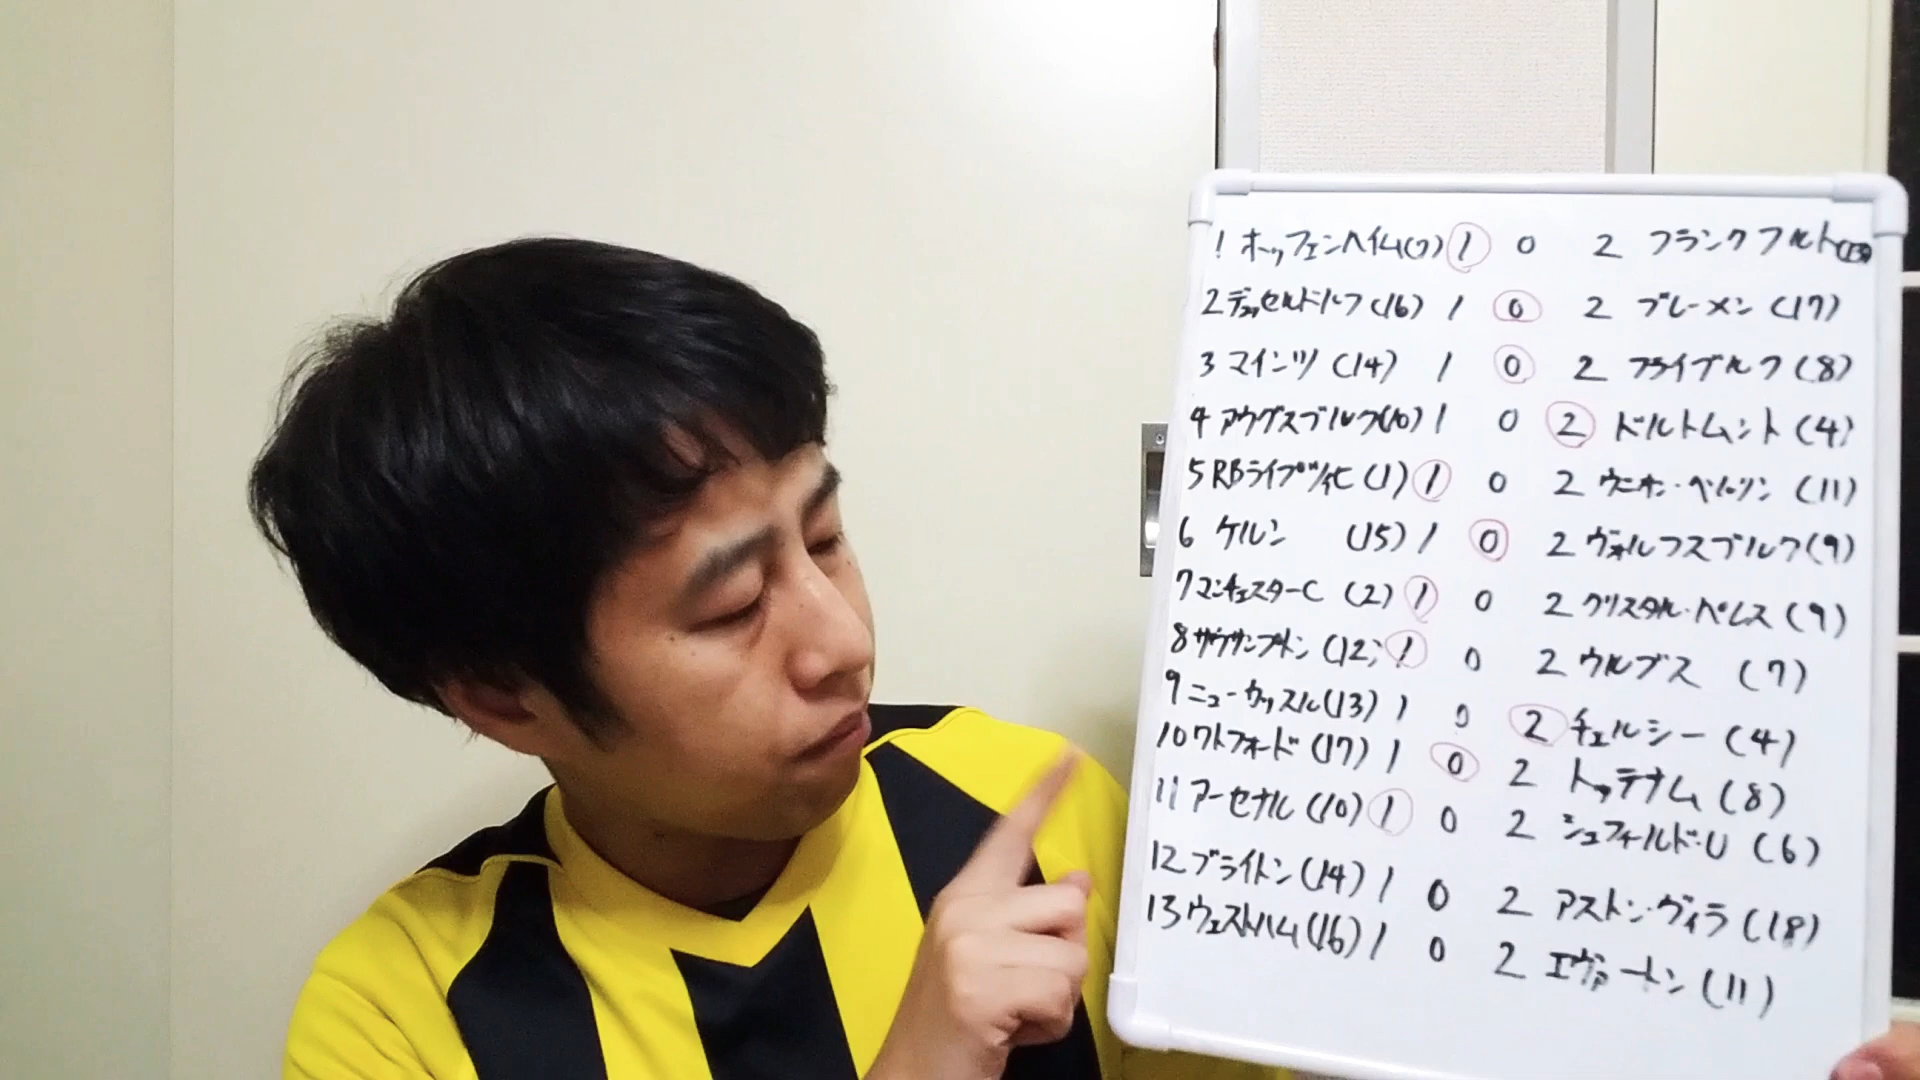 1 ホッフェンハイム(7) 1 0 2 フランクフルト
2 デュッセルドルフ(16) 1 0 2 ブレーメン(17)
3 マインツ(14) 1 0 2 フライブルク(8)
4 アウグスブルク(10) 1 0 2 ドルトムント(4)
5 RBライプツィヒ(1) 1 0 2 ウニオン・ベルリン(11)
6 ケルン (15) 1 0 2 ヴォルフスブルク(9)
7 マンチェスターC (2) 1 0 2 クリスタル・パレス(9)
8 サウサンプトン(12) 1 0 2 ウルブス (7)
9 ニューカッスル(13) 1 0 2 チェルシー(4)
10 ワトフォード(17) 1 0 2 トッテナム(8)
11 アーセナル(10) 1 0 2 シェフィールド・U (6)
12 ブライトン(14) 1 0 2 アストン・ヴィラ(18)
13 ウェストハム(16) 1 0 2 エヴァートン(11)